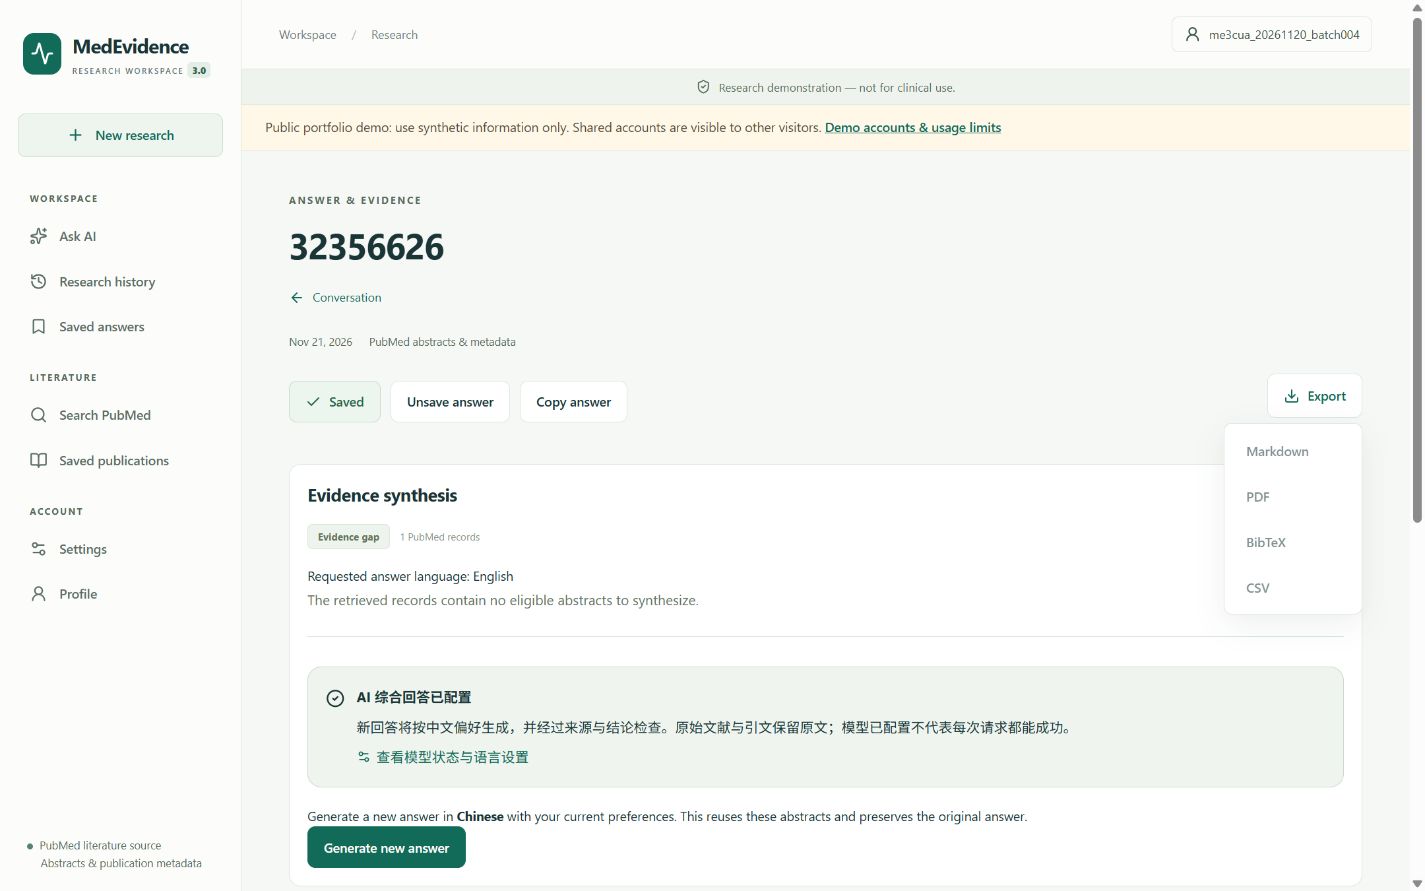 MedEvidence
RESEARCH WORKSPACE 3.0
New research
WORKSPACE
Ask AI
Research history
Saved answers
LITERATURE
Search PubMed
Saved publications
ACCOUNT
Settings
Profile
PubMed literature source
Abstracts & publication metadata
Workspace / Research
me3cua_20261120_batch004
Research demonstration — not for clinical use.
Public portfolio demo: use synthetic information only. Shared accounts are visible to other visitors. Demo accounts & usage limits
ANSWER & EVIDENCE
32356626
Conversation
Nov 21, 2026 PubMed abstracts & metadata
Saved
Unsave answer
Copy answer
Export
Markdown
PDF
BibTeX
CSV
Evidence synthesis
Evidence gap 1 PubMed records
Requested answer language: English
The retrieved records contain no eligible abstracts to synthesize.
AI 综合回答已配置
新回答将按中文偏好生成，并经过来源与结论检查。原始文献与引文保留原文；模型已配置不代表每次请求都能成功。
查看模型状态与语言设置
Generate a new answer in Chinese with your current preferences. This reuses these abstracts and preserves the original answer.
Generate new answer